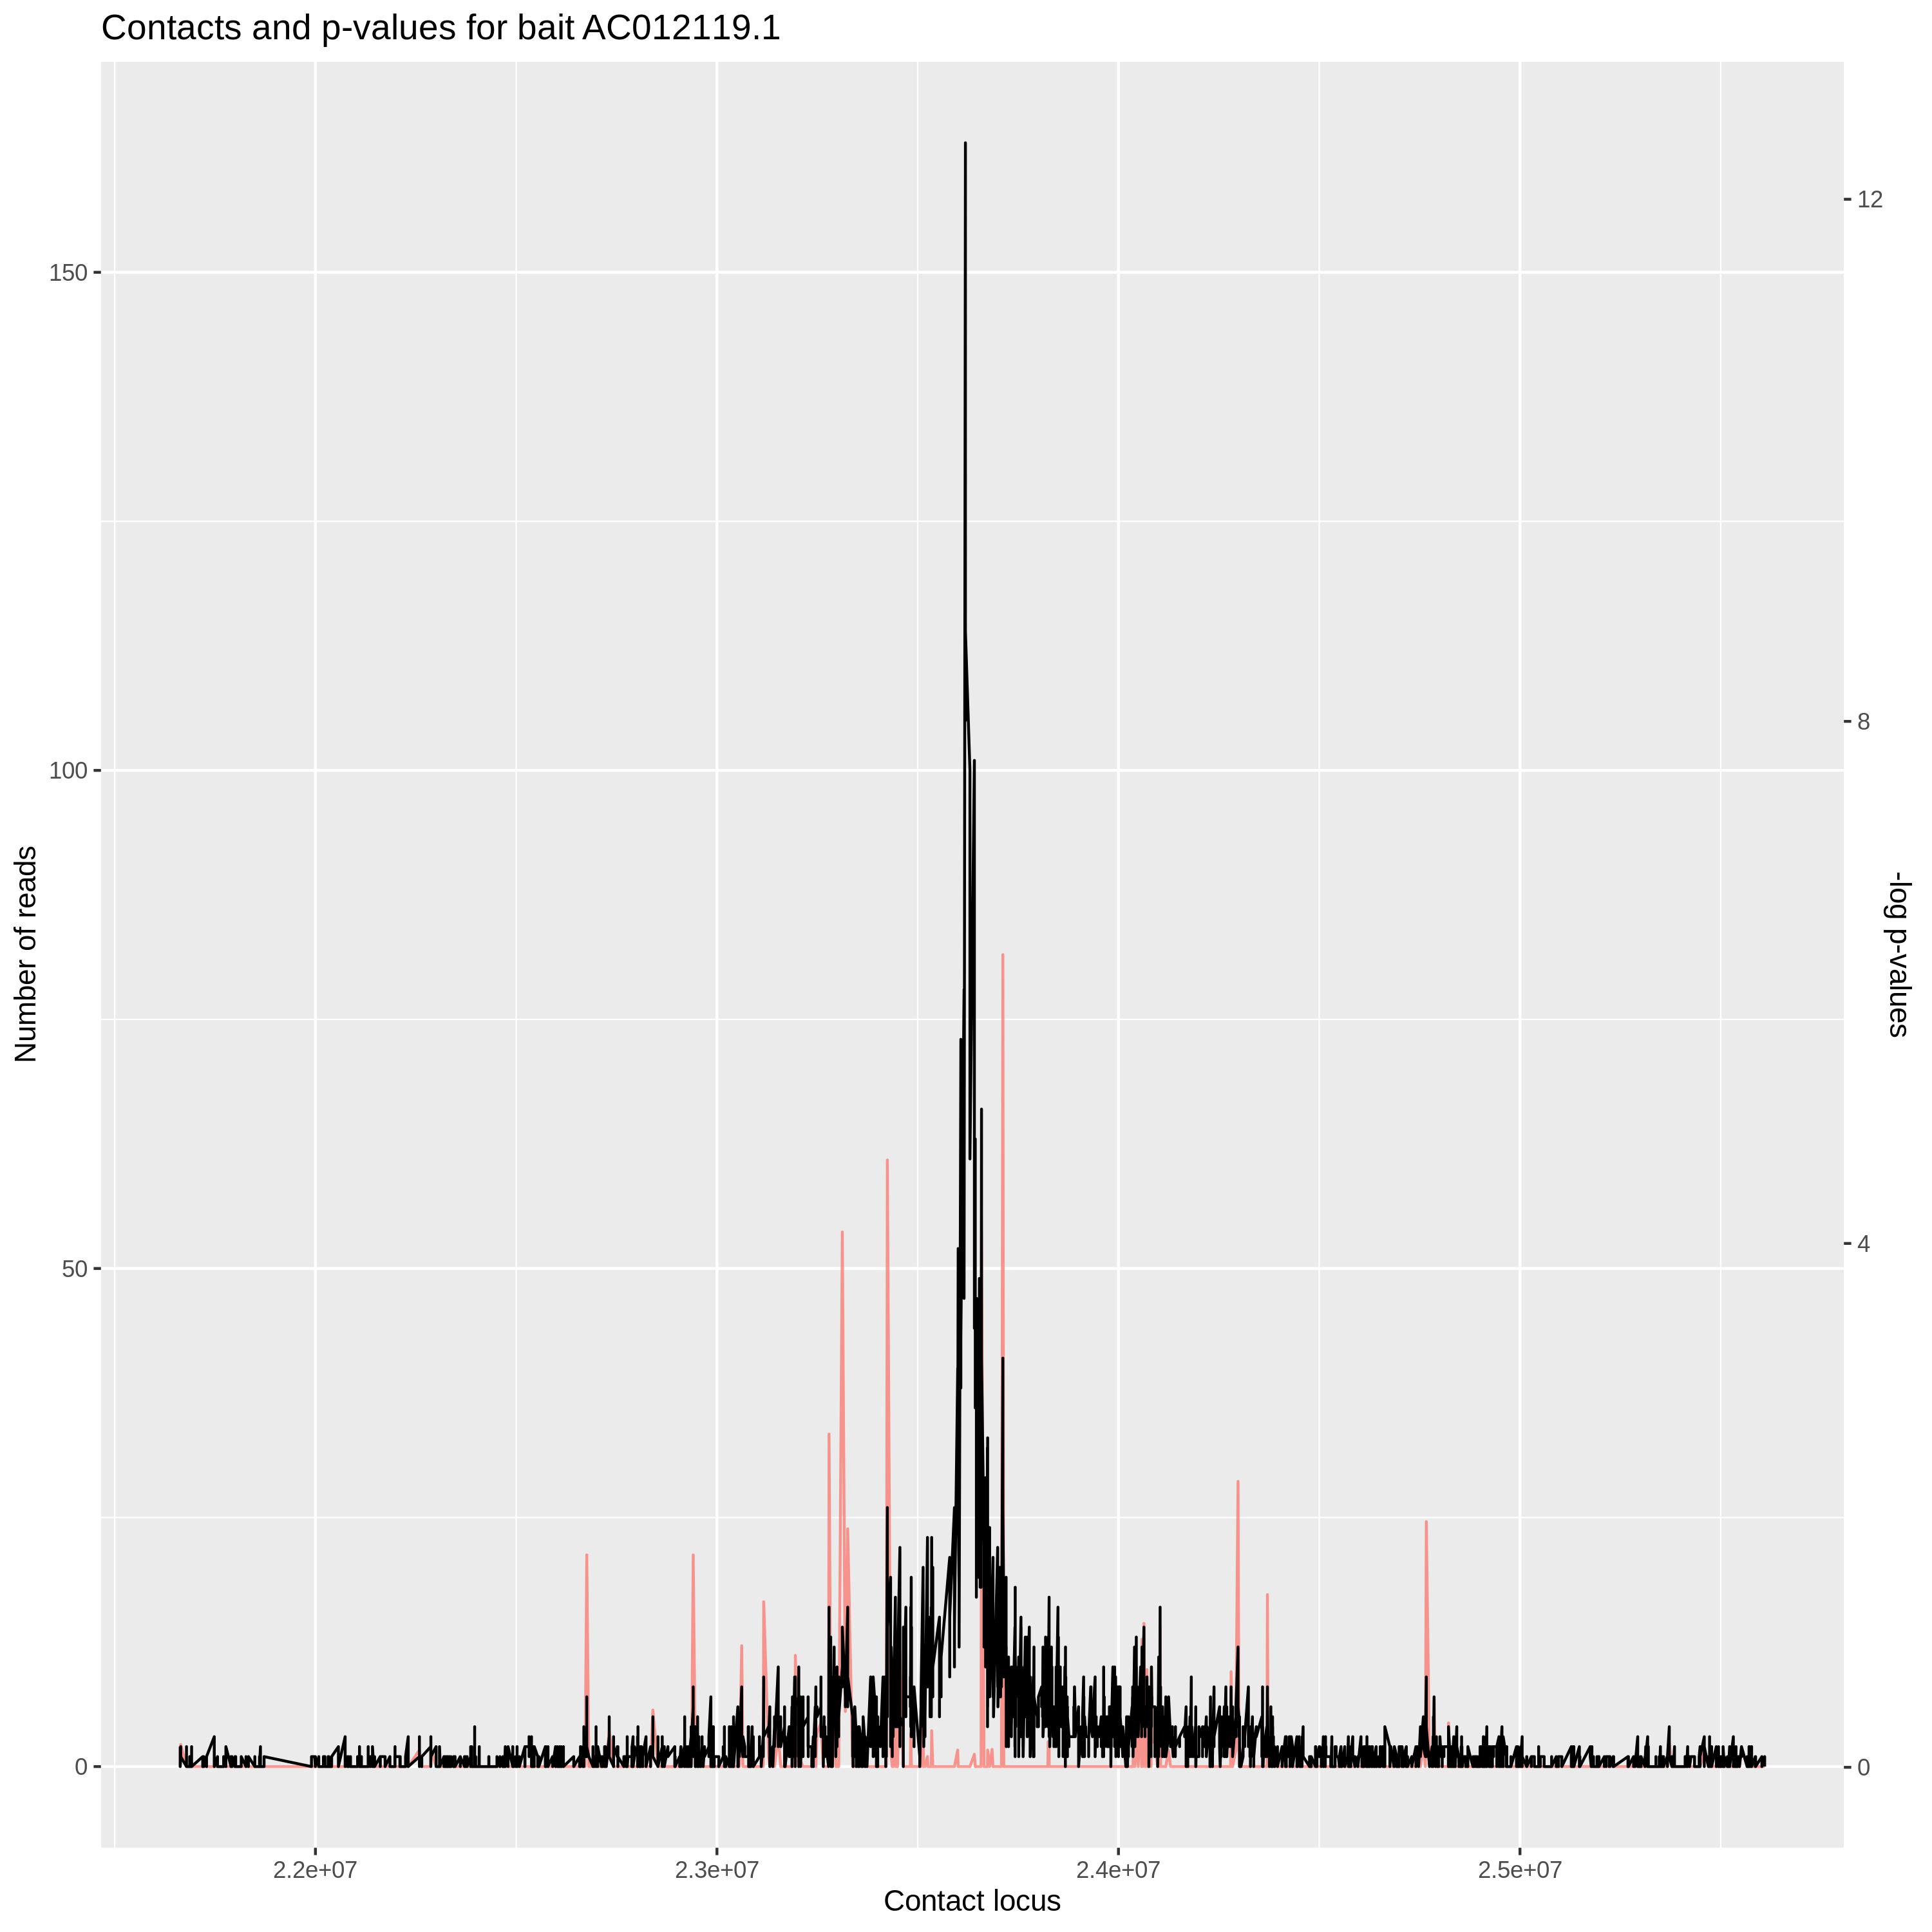 Contacts and p-values for bait AC012119.1
12
150
8
100
Number of reads
-log p-values
4
50
0
0
2.2e+07
2.3e+07
2.4e+07
2.5e+07
Contact locus